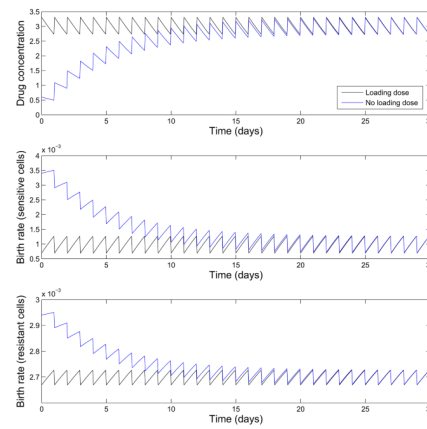 3.5
3
2.5
2
1.5
1
0.5
0
Drug concentration
Loading dose
No loading dose
0 5 10 15 20 25 30
Time (days)
x 10⁻³
4
3.5
3
2.5
2
1.5
1
0.5
Birth rate (sensitive cells)
0 5 10 15 20 25 30
Time (days)
x 10⁻³
3
2.9
2.8
2.7
Birth rate (resistant cells)
0 5 10 15 20 25 30
Time (days)